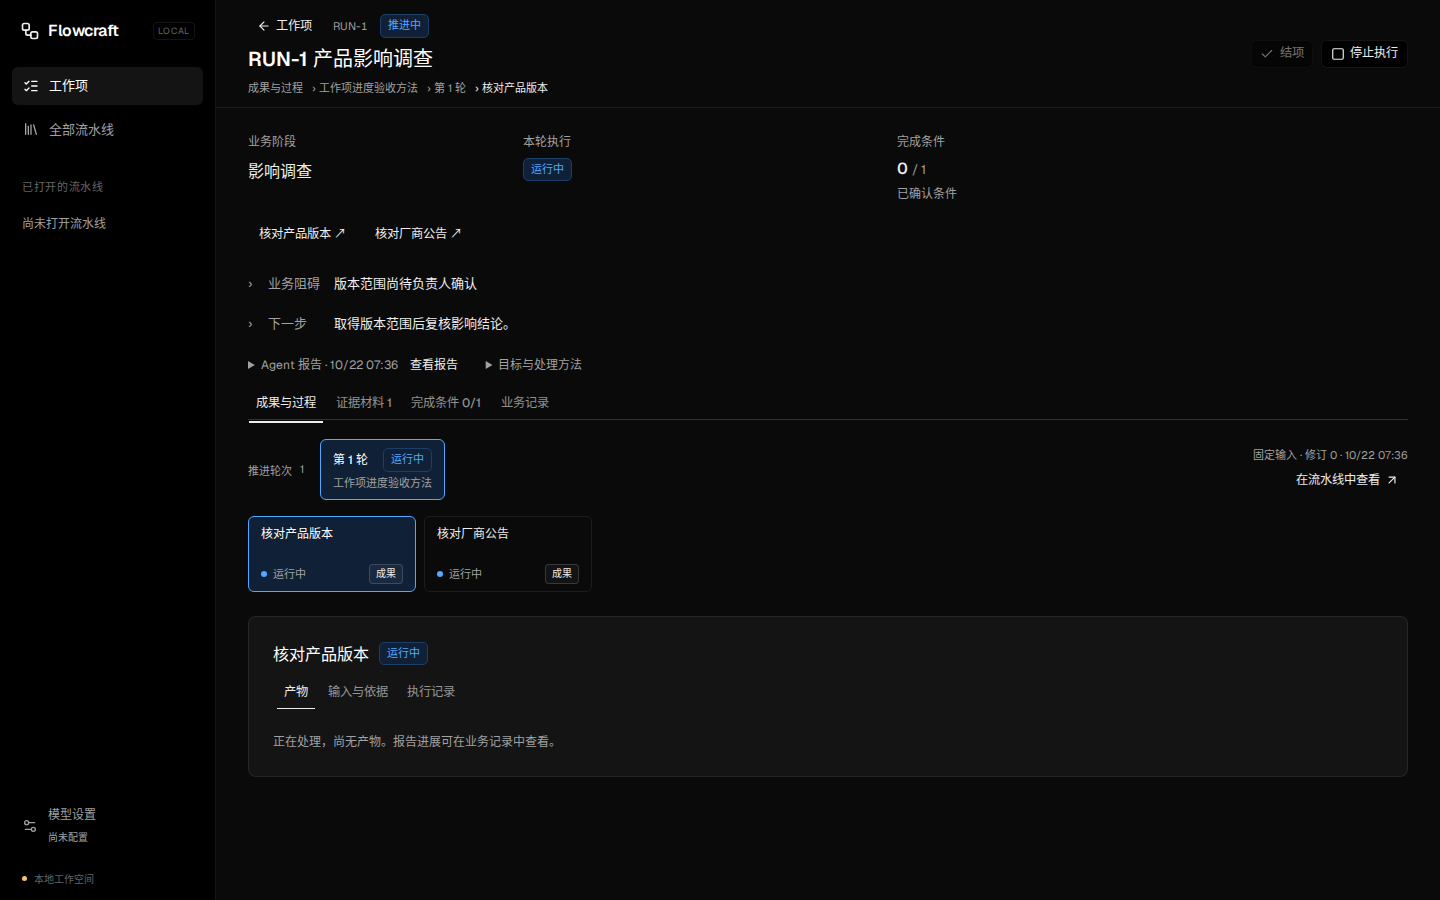 Flowcraft LOCAL
工作项
全部流水线
已打开的流水线
尚未打开流水线
模型设置
尚未配置
本地工作空间
← 工作项 RUN-1 推进中
RUN-1 产品影响调查
成果与过程 › 工作项进度验收方法 › 第 1 轮 › 核对产品版本
结项 停止执行
业务阶段 本轮执行 完成条件
影响调查 运行中 0 / 1
已确认条件
核对产品版本 ↗ 核对厂商公告 ↗
› 业务阻碍 版本范围尚待负责人确认
› 下一步 取得版本范围后复核影响结论。
▶ Agent 报告 · 10/22 07:36 查看报告 ▶ 目标与处理方法
成果与过程 证据材料 1 完成条件 0/1 业务记录
推进轮次 1
第 1 轮 运行中
工作项进度验收方法
固定输入 · 修订 0 · 10/22 07:36
在流水线中查看 ↗
核对产品版本
运行中 成果
核对厂商公告
运行中 成果
核对产品版本 运行中
产物 输入与依据 执行记录
正在处理，尚无产物。报告进展可在业务记录中查看。